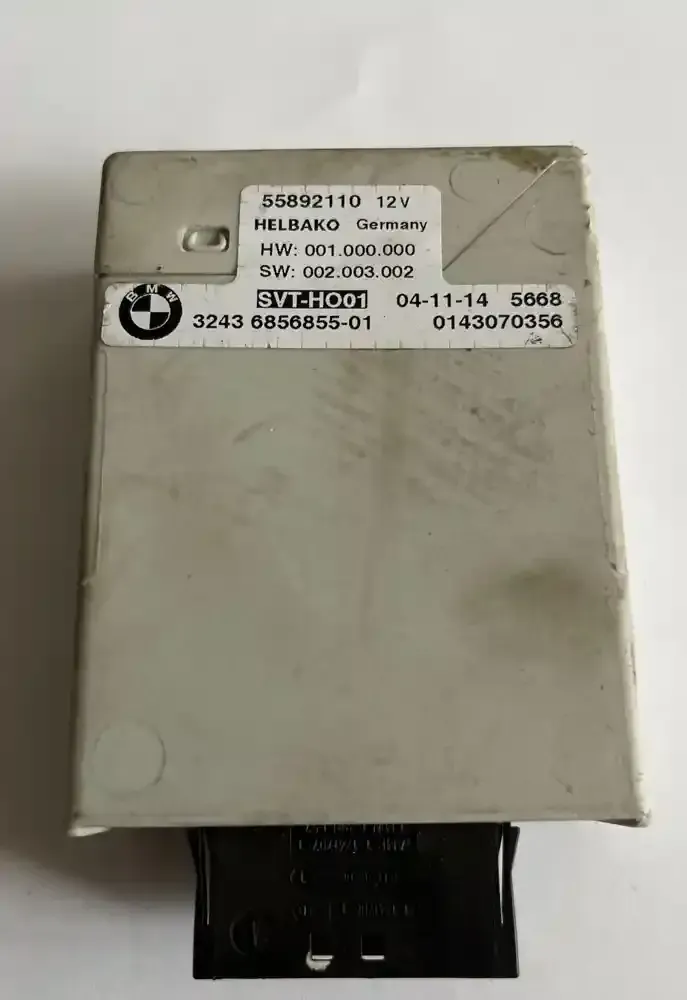 55892110 12V
HELBAKO Germany
HW: 001.000.000
SW: 002.003.002
BMW
SVT-HO01 04-11-14 5668
3243 6856855-01 0143070356